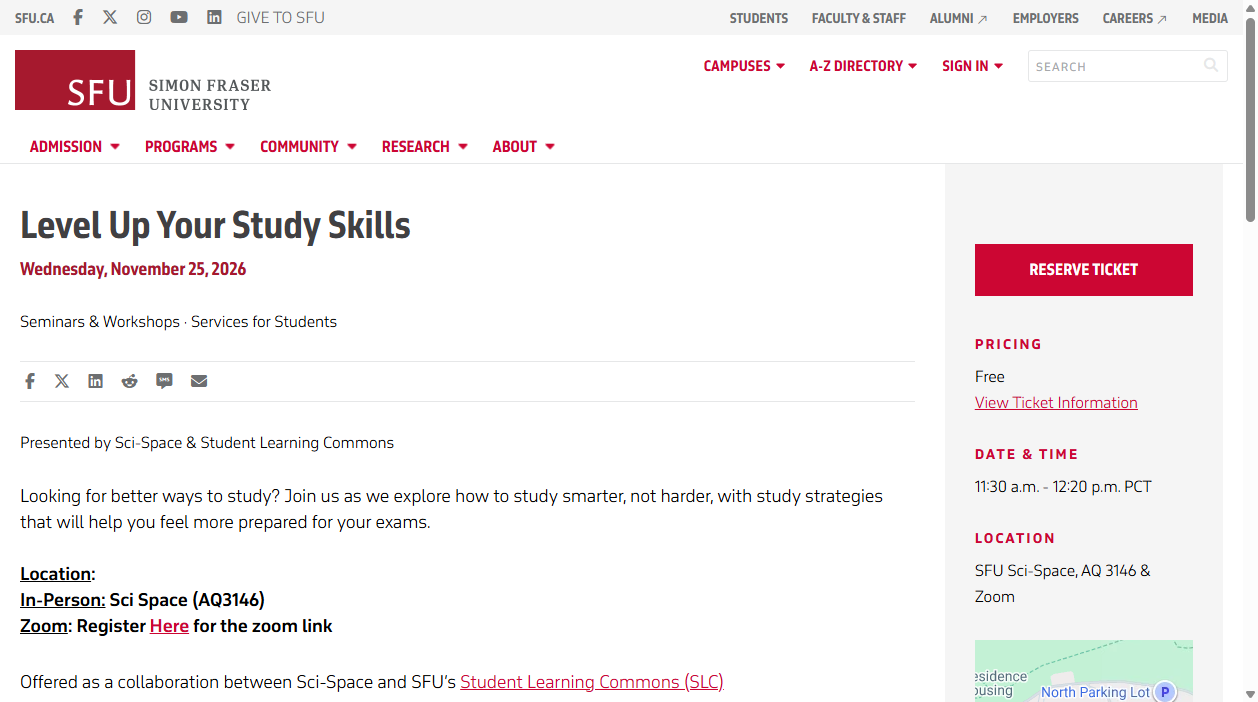 SFU.CA GIVE TO SFU STUDENTS FACULTY & STAFF ALUMNI EMPLOYERS CAREERS MEDIA
SFU SIMON FRASER
UNIVERSITY
CAMPUSES A-Z DIRECTORY SIGN IN SEARCH
ADMISSION PROGRAMS COMMUNITY RESEARCH ABOUT
Level Up Your Study Skills
Wednesday, November 25, 2026
Seminars & Workshops · Services for Students
SMS
Presented by Sci-Space & Student Learning Commons
Looking for better ways to study? Join us as we explore how to study smarter, not harder, with study strategies
that will help you feel more prepared for your exams.
Location:
In-Person: Sci Space (AQ3146)
Zoom: Register Here for the zoom link
Offered as a collaboration between Sci-Space and SFU's Student Learning Commons (SLC)
RESERVE TICKET
PRICING
Free
View Ticket Information
DATE & TIME
11:30 a.m. - 12:20 p.m. PCT
LOCATION
SFU Sci-Space, AQ 3146 &
Zoom
esidence
ousing
North Parking Lot P